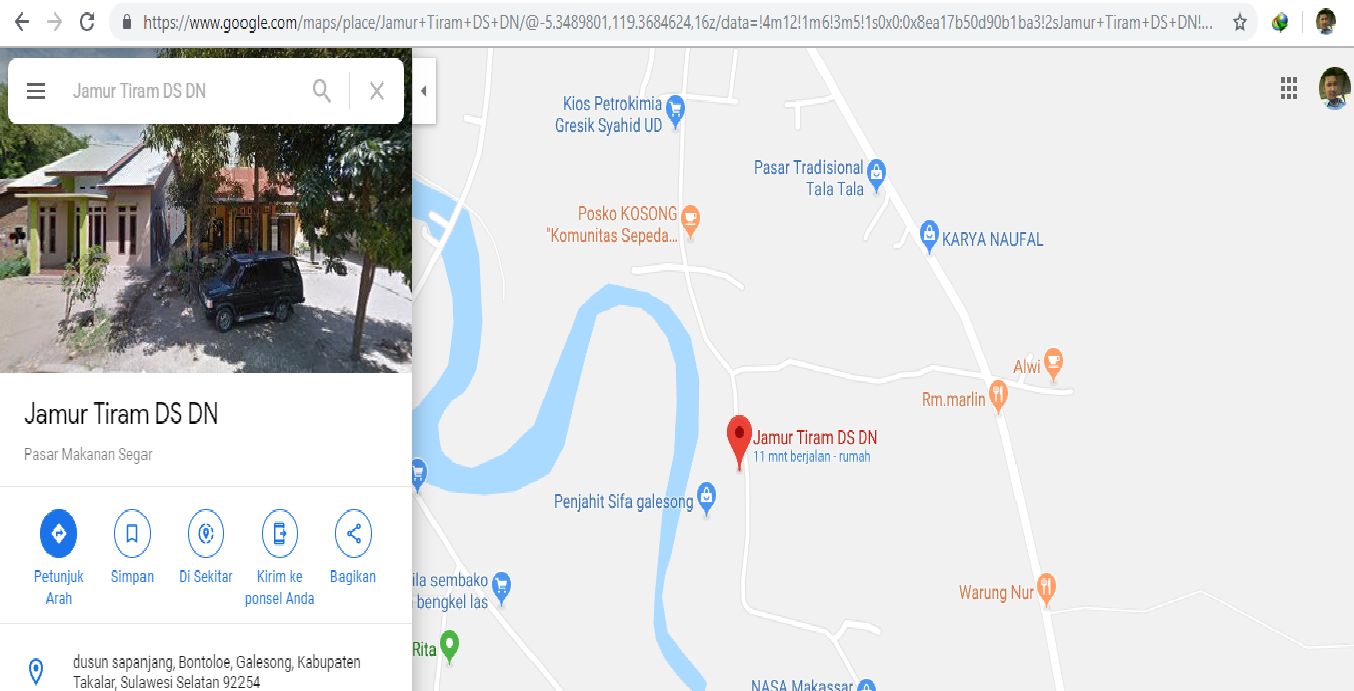 https://www.google.com/maps/place/Jamur+Tiram+DS+DN/@-5.3489801,119.3684624,16z/data=!4m12!1m6!3m5!1s0x0:0x8ea17b50d90b1ba3!2sJamur+Tiram+DS+DN!...
Jamur Tiram DS DN
Jamur Tiram DS DN
Pasar Makanan Segar
Petunjuk
Arah
Simpan
Di Sekitar
Kirim ke
ponsel Anda
Bagikan
dusun sapanjang, Bontoloe, Galesong, Kabupaten
Takalar, Sulawesi Selatan 92254
Kios Petrokimia
Gresik Syahid UD
Pasar Tradisional
Tala Tala
Posko KOSONG
"Komunitas Sepeda...
KARYA NAUFAL
Alwi
Rm.marlin
Jamur Tiram DS DN
11 mnt berjalan - rumah
Penjahit Sifa galesong
ila sembako
bengkel las
Warung Nur
Rita
NASA Makassar